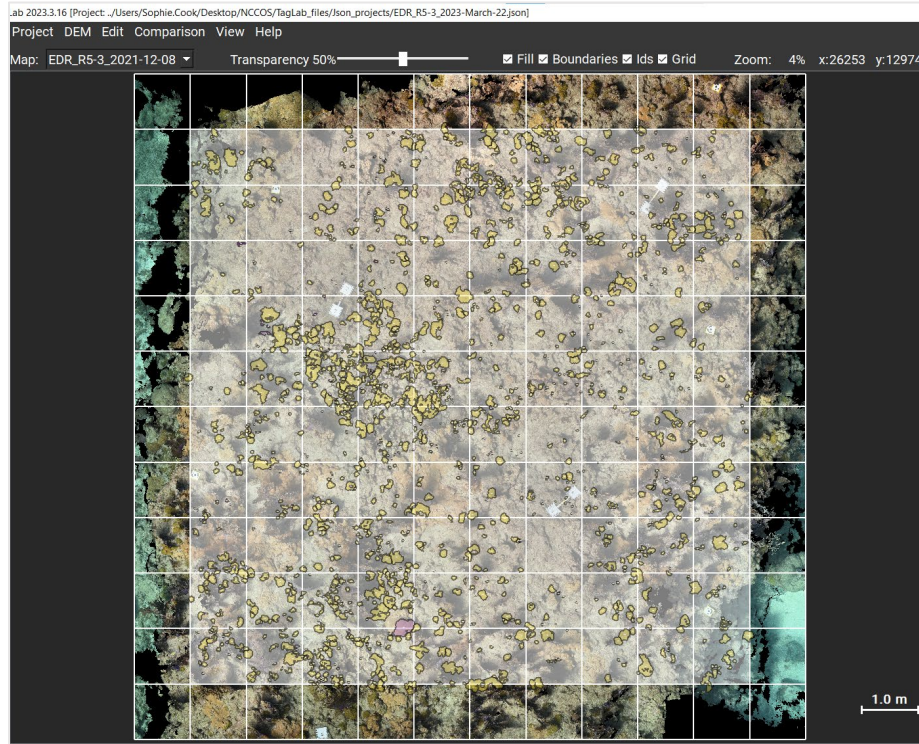 .ab 2023.3.16 [Project: ../Users/Sophie.Cook/Desktop/NCCOS/TagLab_files/Json_projects/EDR_R5-3_2023-March-22.json]
Project DEM Edit Comparison View Help
Map: EDR_R5-3_2021-12-08 Transparency 50% Fill Boundaries Ids Grid Zoom: 4% x:26253 y:12974
1.0 m